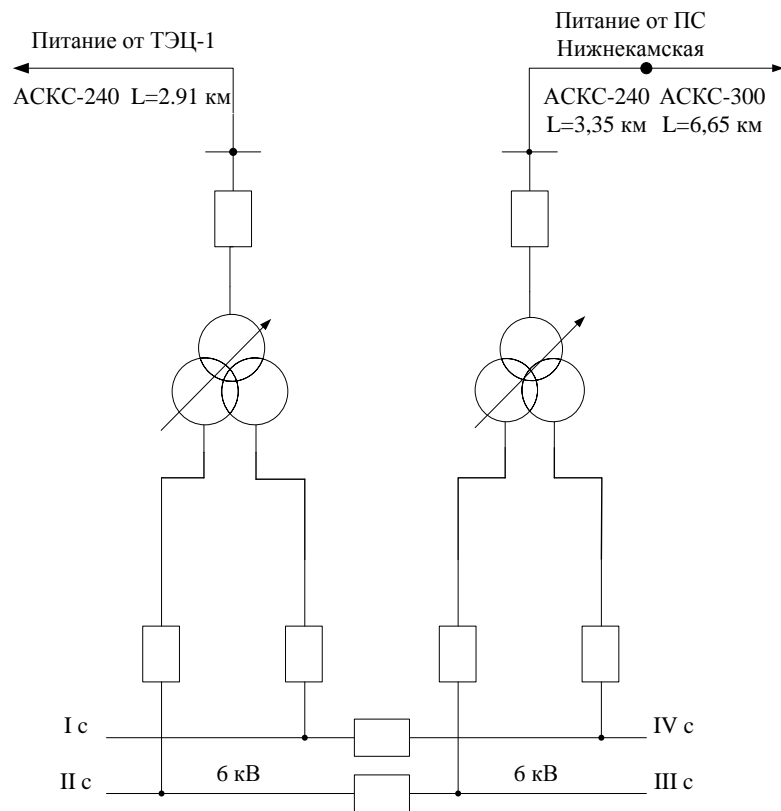 Питание от ТЭЦ-1
АСКС-240 L=2.91 км
Питание от ПС
Нижнекамская
АСКС-240 АСКС-300
L=3,35 км L=6,65 км
I с
IV с
II с
6 кВ
6 кВ
III с